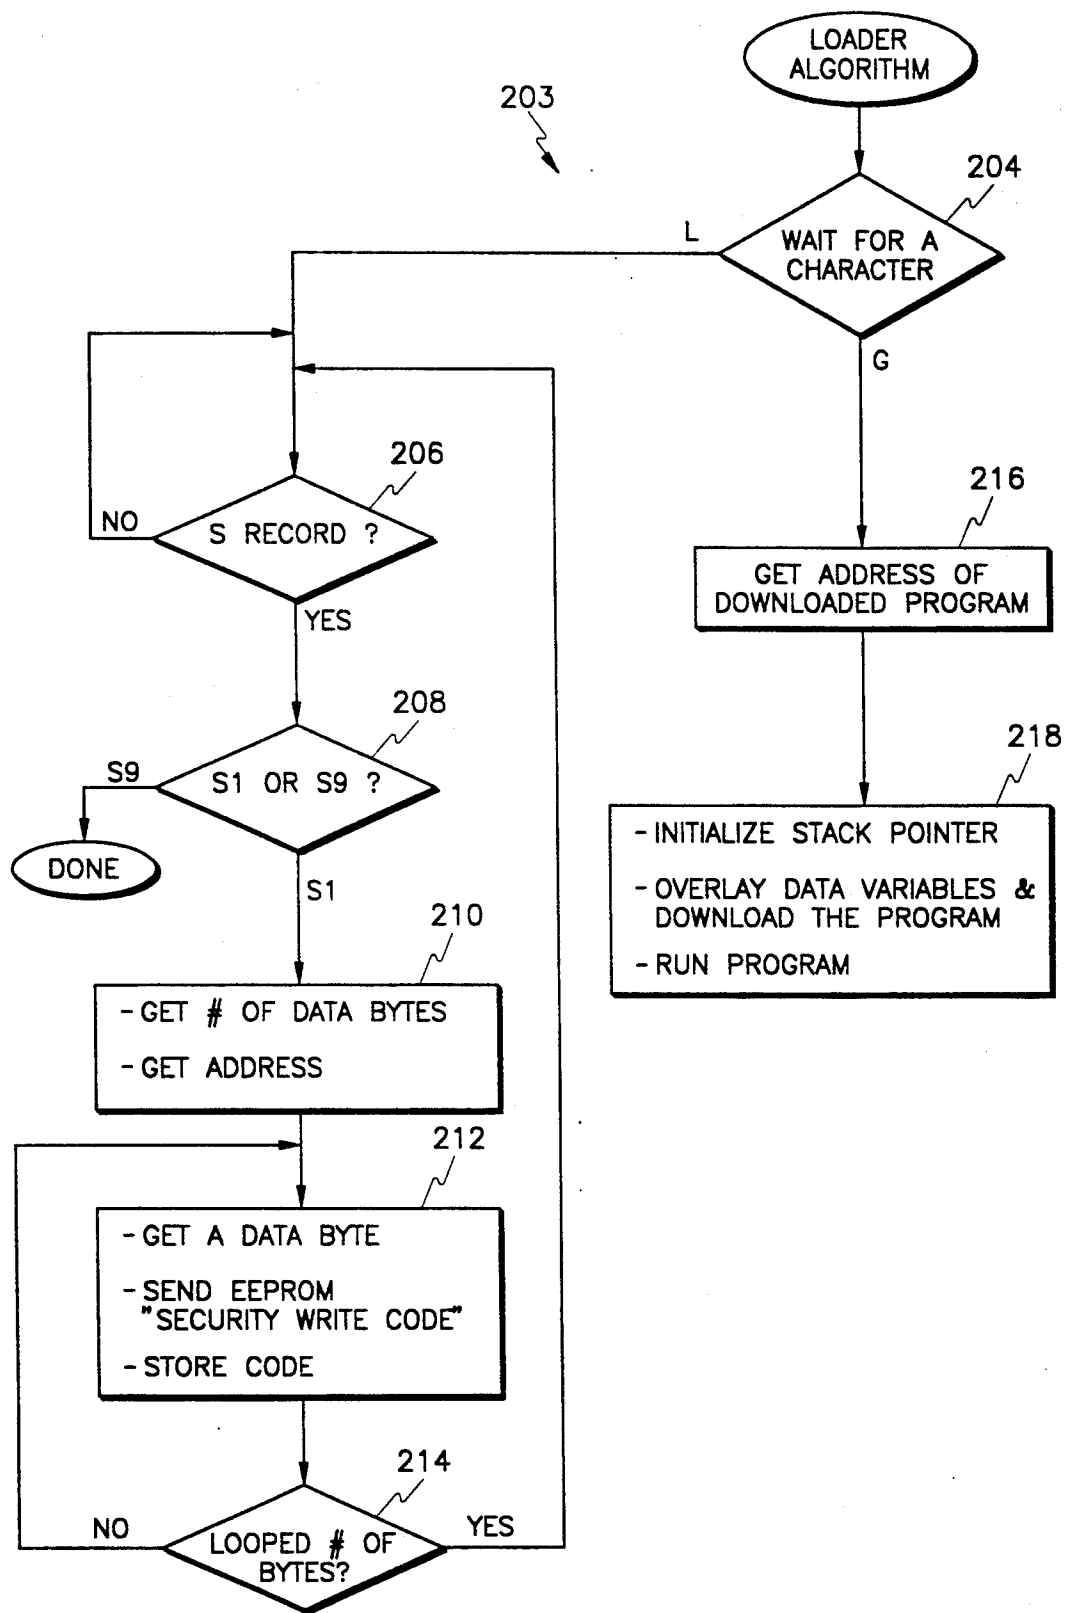 LOADER
ALGORITHM
203
204
L
WAIT FOR A
CHARACTER
G
206
NO
S RECORD ?
YES
216
GET ADDRESS OF
DOWNLOADED PROGRAM
208
S9
S1 OR S9 ?
DONE
S1
218
- INITIALIZE STACK POINTER
- OVERLAY DATA VARIABLES &
DOWNLOAD THE PROGRAM
- RUN PROGRAM
210
- GET # OF DATA BYTES
- GET ADDRESS
212
- GET A DATA BYTE
- SEND EEPROM
"SECURITY WRITE CODE"
- STORE CODE
214
NO
LOOPED # OF
BYTES?
YES